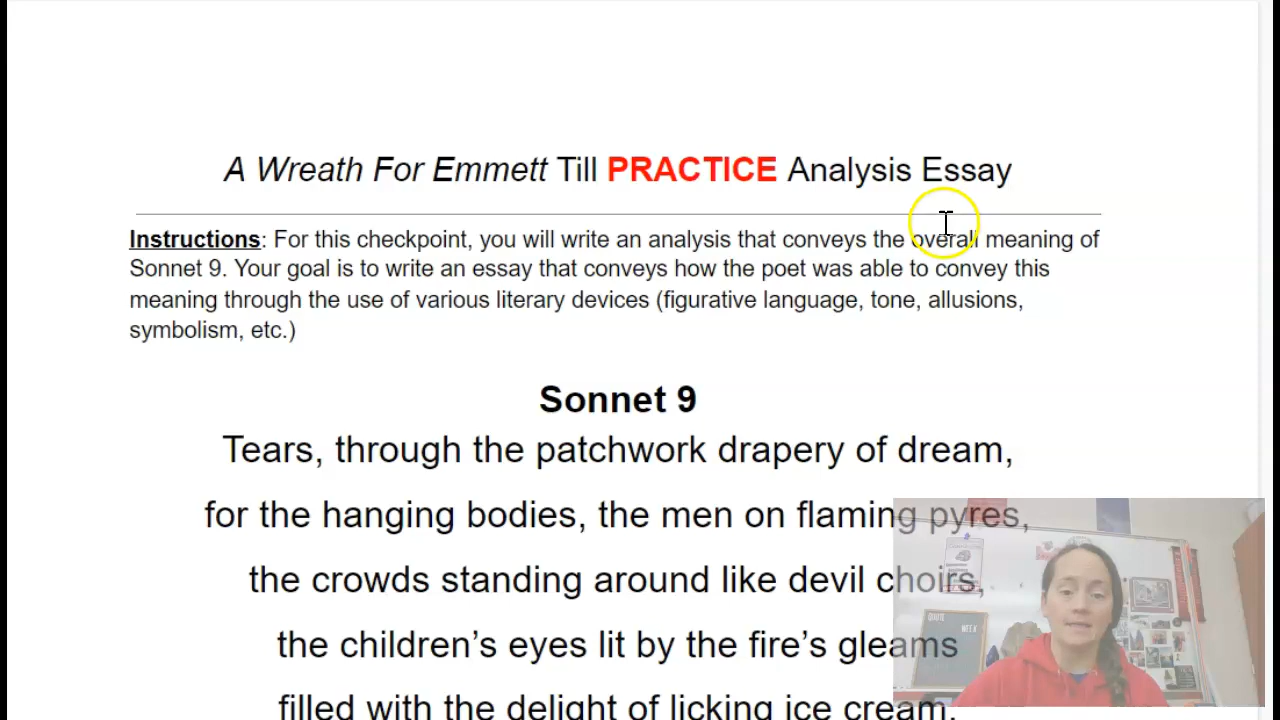 A Wreath For Emmett Till PRACTICE Analysis Essay
Instructions: For this checkpoint, you will write an analysis that conveys the overall meaning of
Sonnet 9. Your goal is to write an essay that conveys how the poet was able to convey this
meaning through the use of various literary devices (figurative language, tone, allusions,
symbolism, etc.)
Sonnet 9
Tears, through the patchwork drapery of dream,
for the hanging bodies, the men on flaming pyres,
the crowds standing around like devil choirs,
the children’s eyes lit by the fire’s gleams
filled with the delight of licking ice cream,
QUOTE
WEEK